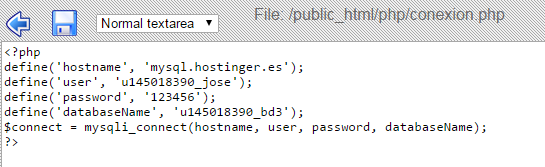 Normal textarea
File: /public_html/php/conexion.php
<?php
define('hostname', 'mysql.hostinger.es');
define('user', 'u145018390_jose');
define('password', '123456');
define('databaseName', 'u145018390_bd3');
$connect = mysqli_connect(hostname, user, password, databaseName);
?>